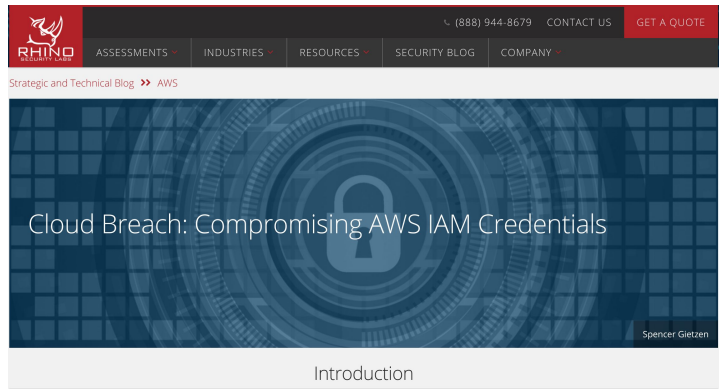 (888) 944-8679 CONTACT US GET A QUOTE
RHINO
SECURITY LABS
ASSESSMENTS INDUSTRIES RESOURCES SECURITY BLOG COMPANY
Strategic and Technical Blog >> AWS
Cloud Breach: Compromising AWS IAM Credentials
Spencer Gietzen
Introduction